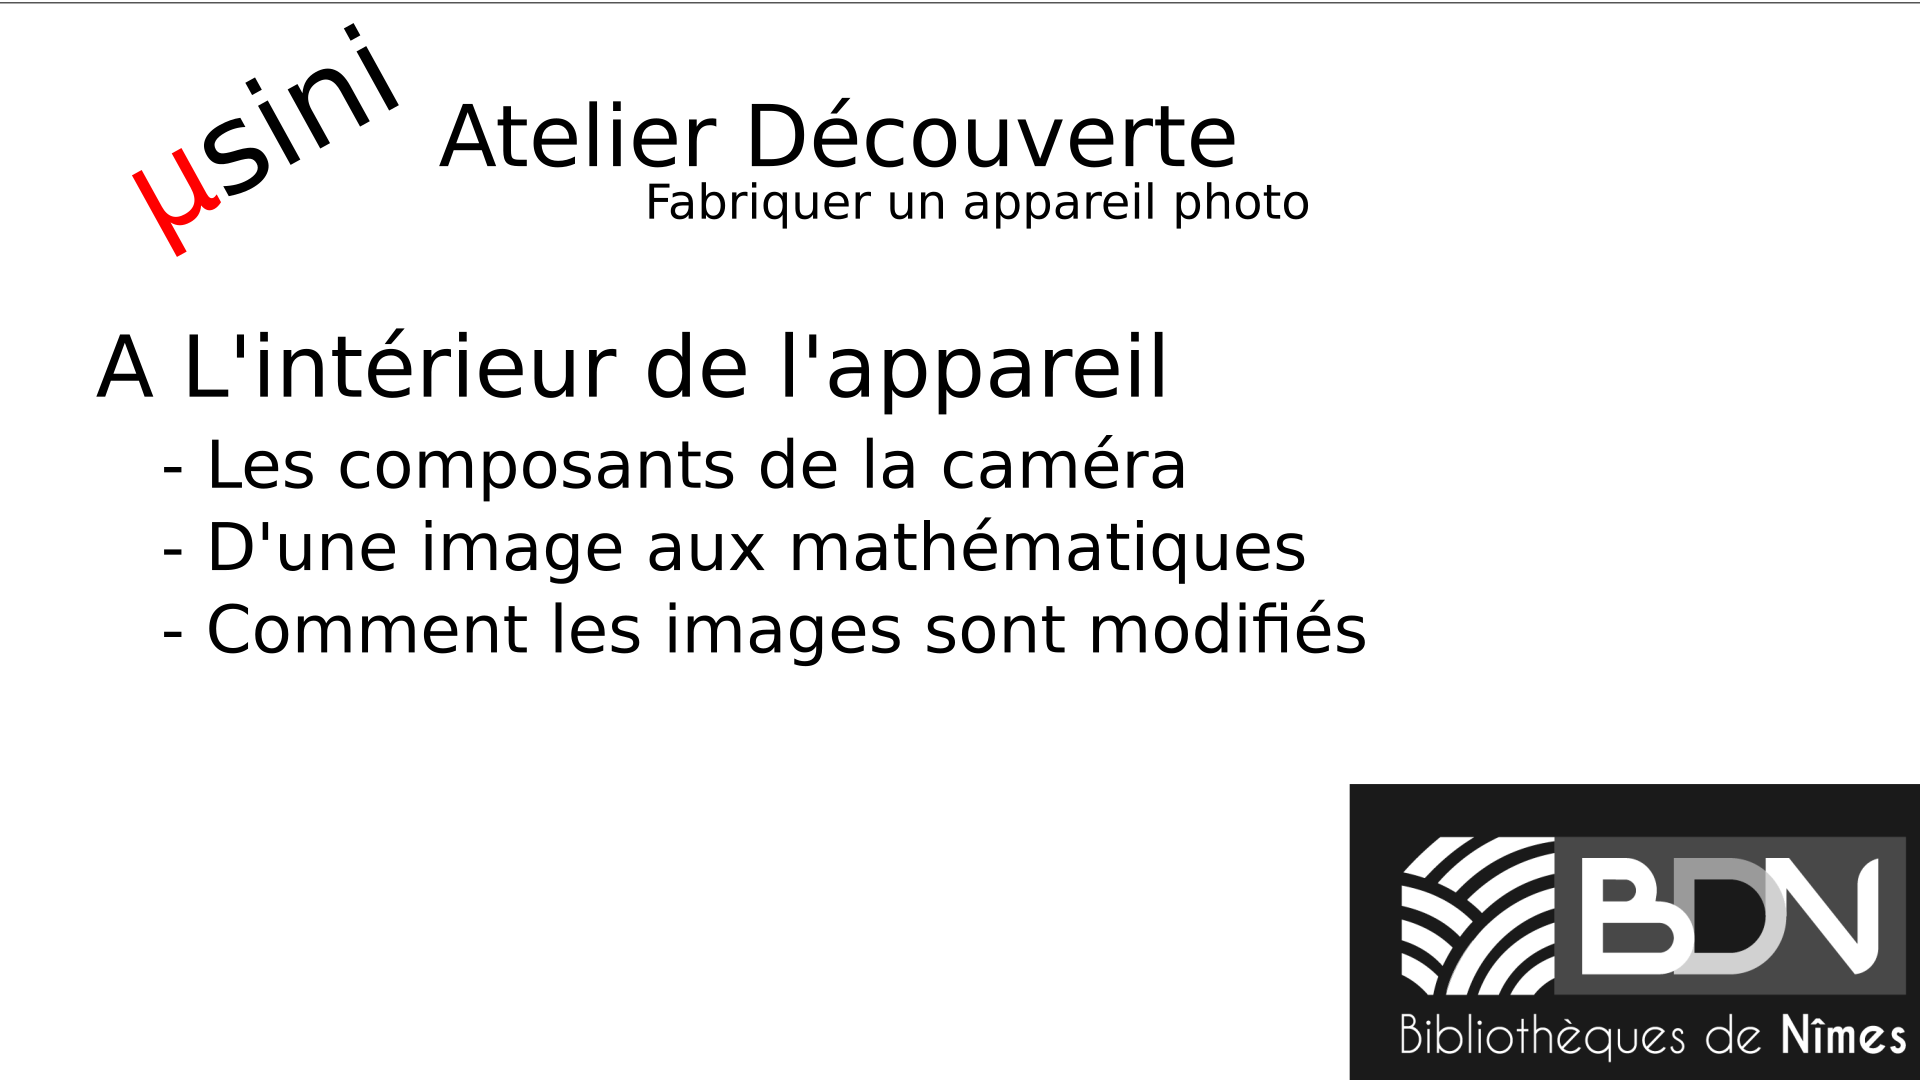 µsini
Atelier Découverte
Fabriquer un appareil photo
A L'intérieur de l'appareil
- Les composants de la caméra
- D'une image aux mathématiques
- Comment les images sont modifiés
BDN
Bibliothèques de Nîmes